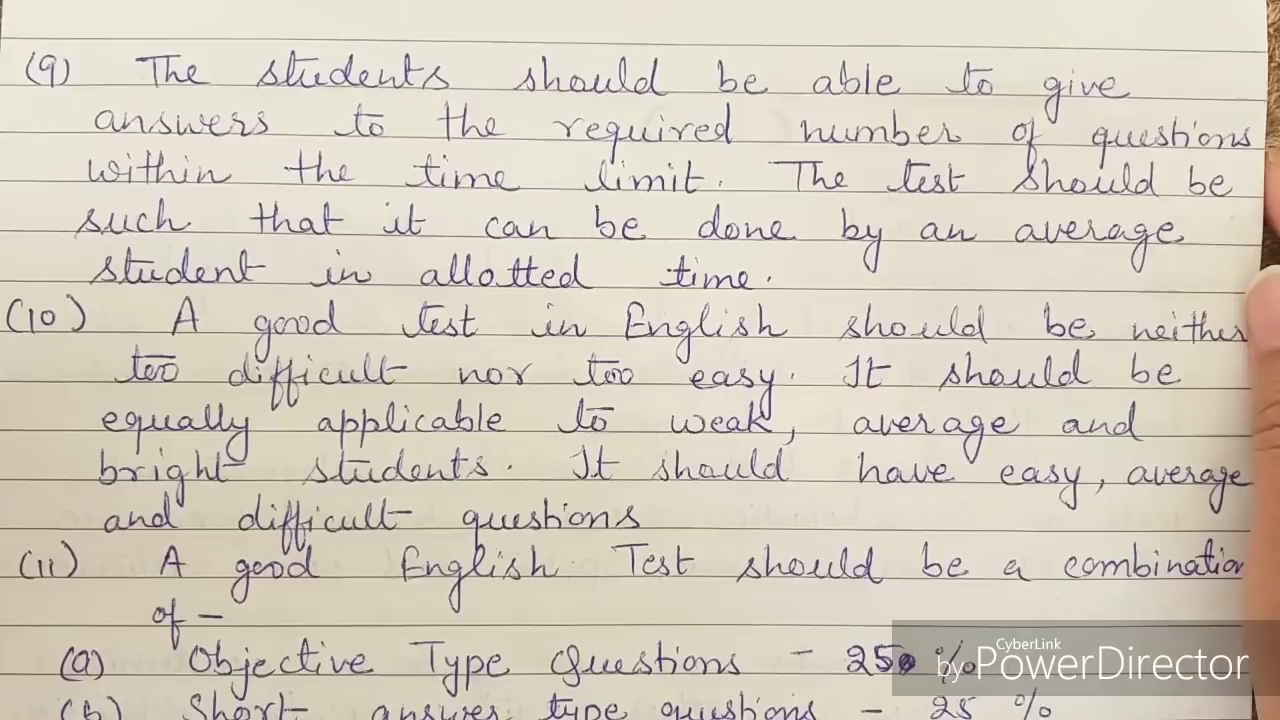 (9) The students should be able to give
answers to the required number of questions
within the time limit. The test should be
such that it can be done by an average
student in allotted time.
(10) A good test in English should be neither
too difficult nor too easy. It should be
equally applicable to weak, average and
bright students. It should have easy, average
and difficult questions
(11) A good English Test should be a combination
of -
(a) Objective Type Questions - 25 %
(b) Short answer type questions - 25 %
CyberLink
by PowerDirector